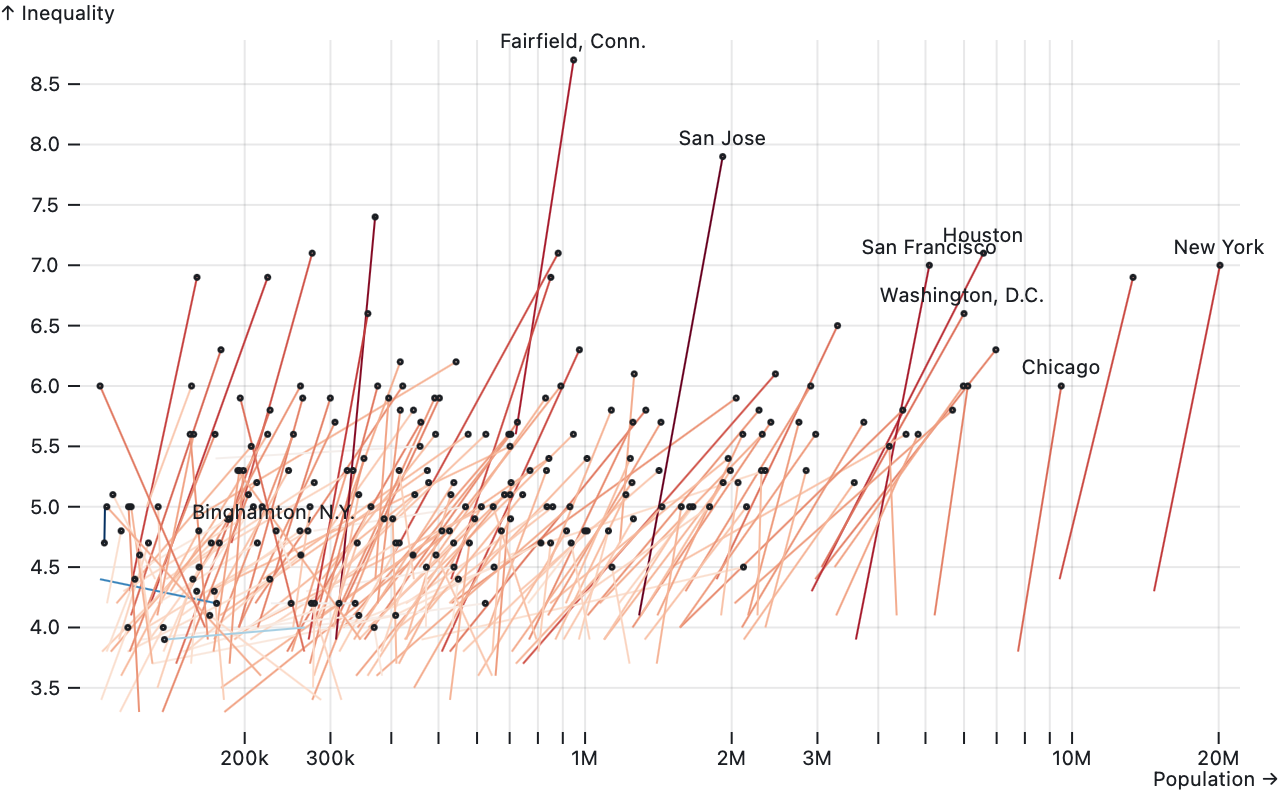 ↑ Inequality
Fairfield, Conn.
8.5
San Jose
8.0
7.5
Houston
San Francisco
New York
7.0
Washington, D.C.
6.5
Chicago
6.0
5.5
Binghamton, N.Y.
5.0
4.5
4.0
3.5
200k 300k 1M 2M 3M 10M 20M
Population →